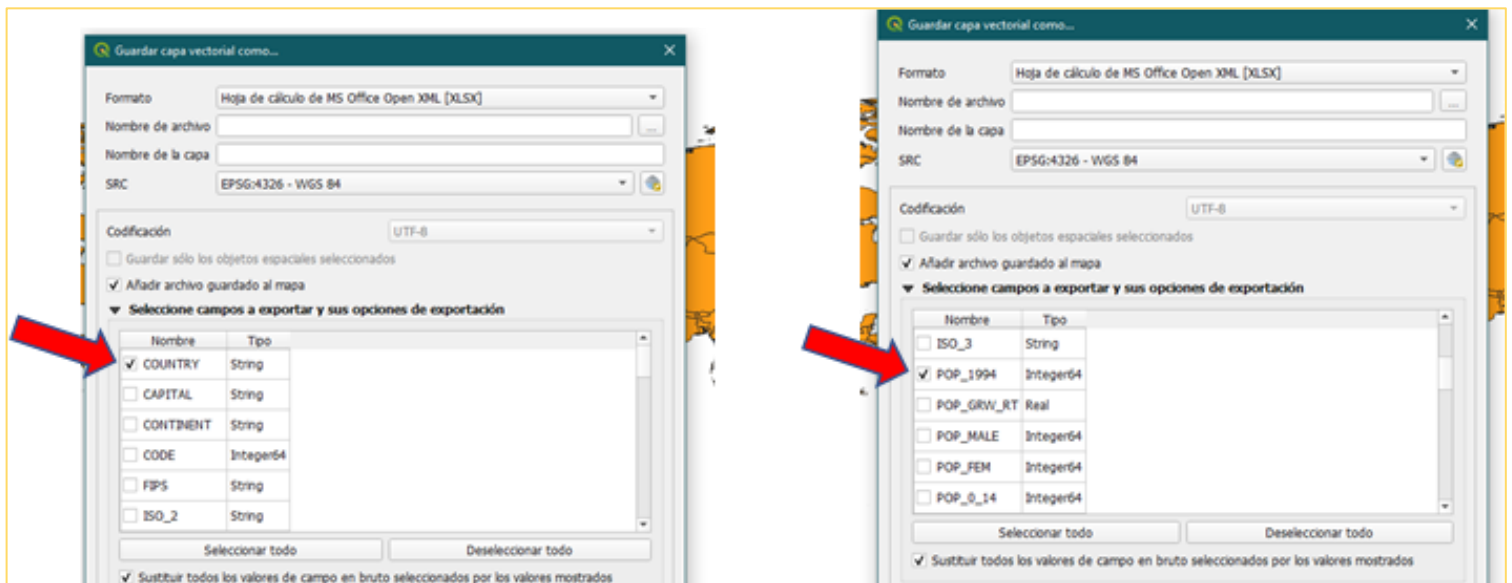 Guardar capa vectorial como...
Formato Hoja de cálculo de MS Office Open XML [XLSX]
Nombre de archivo ...
Nombre de la capa
SRC EPSG:4326 - WGS 84
Codificación UTF-8
Guardar sólo los objetos espaciales seleccionados
Añadir archivo guardado al mapa
Seleccione campos a exportar y sus opciones de exportación
Nombre Tipo
COUNTRY String
CAPITAL String
CONTINENT String
CODE Integer64
FIPS String
ISO_2 String
Seleccionar todo Deseleccionar todo
Sustituir todos los valores de campo en bruto seleccionados por los valores mostrados
Guardar capa vectorial como...
Formato Hoja de cálculo de MS Office Open XML [XLSX]
Nombre de archivo ...
Nombre de la capa
SRC EPSG:4326 - WGS 84
Codificación UTF-8
Guardar sólo los objetos espaciales seleccionados
Añadir archivo guardado al mapa
Seleccione campos a exportar y sus opciones de exportación
Nombre Tipo
ISO_3 String
POP_1994 Integer64
POP_GRW_RT Real
POP_MALE Integer64
POP_FEM Integer64
POP_0_14 Integer64
Seleccionar todo Deseleccionar todo
Sustituir todos los valores de campo en bruto seleccionados por los valores mostrados